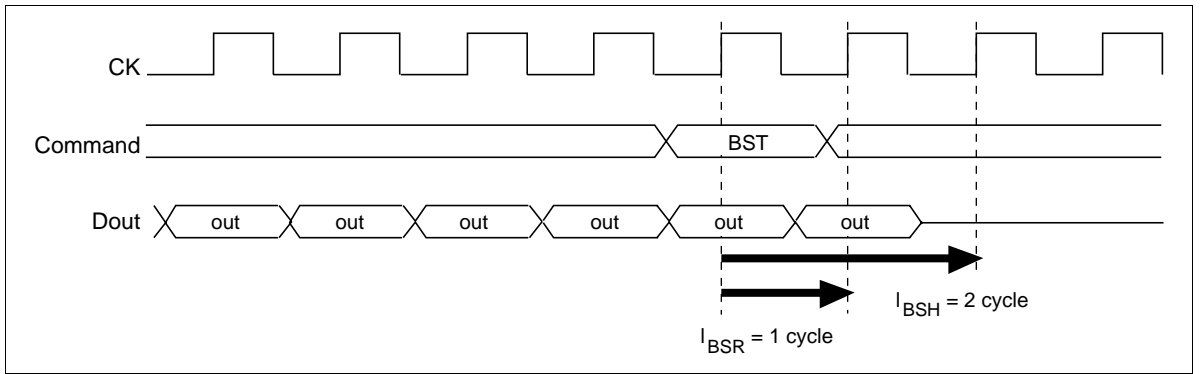 CK
Command
BST
Dout
out out out out out out
I BSH = 2 cycle
I BSR = 1 cycle